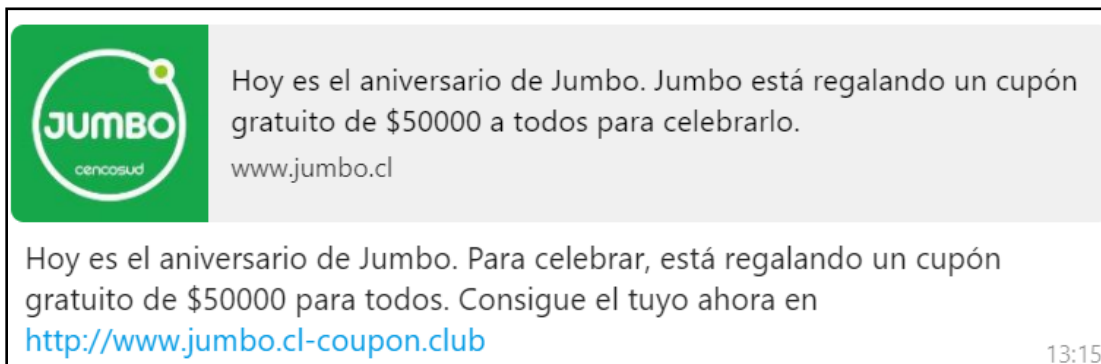 JUMBO
cencosud
Hoy es el aniversario de Jumbo. Jumbo está regalando un cupón
gratuito de $50000 a todos para celebrarlo.
www.jumbo.cl
Hoy es el aniversario de Jumbo. Para celebrar, está regalando un cupón
gratuito de $50000 para todos. Consigue el tuyo ahora en
http://www.jumbo.cl-coupon.club
13:15